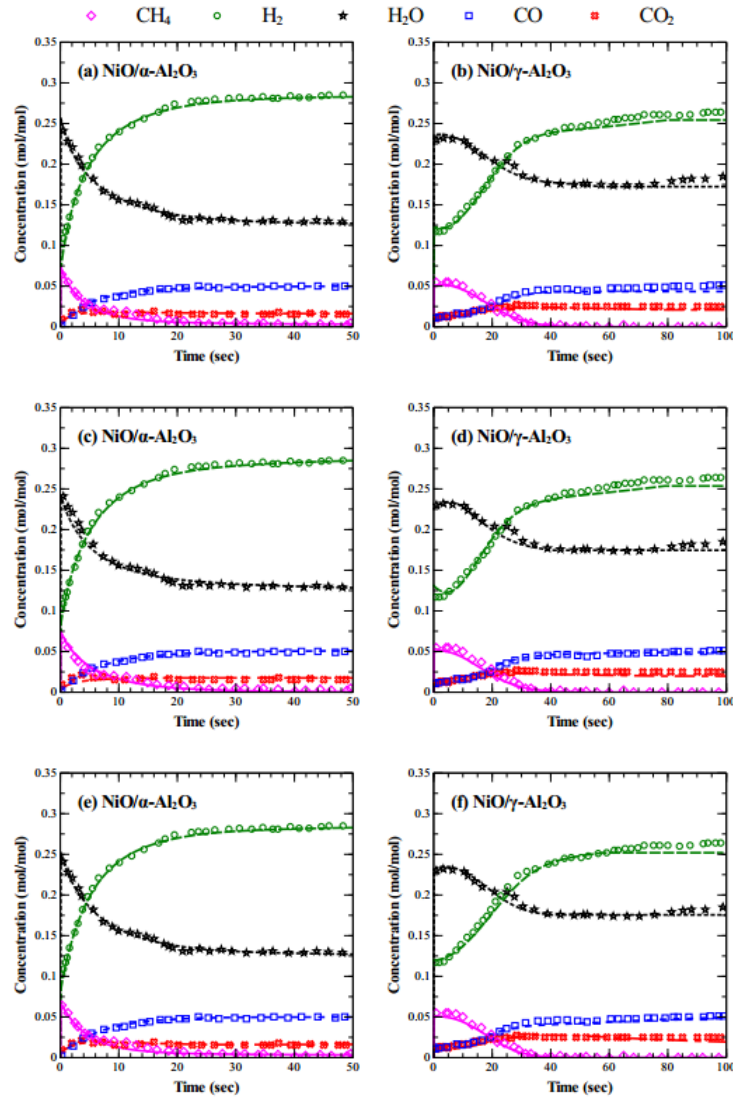 CH₄ H₂ H₂O CO CO₂
(a) NiO/α-Al₂O₃
Concentration (mol/mol)
0.35
0.3
0.25
0.2
0.15
0.1
0.05
0
0 10 20 30 40 50
Time (sec)
(b) NiO/γ-Al₂O₃
Concentration (mol/mol)
0.35
0.3
0.25
0.2
0.15
0.1
0.05
0
0 20 40 60 80 100
Time (sec)
(c) NiO/α-Al₂O₃
Concentration (mol/mol)
0.35
0.3
0.25
0.2
0.15
0.1
0.05
0
0 10 20 30 40 50
Time (sec)
(d) NiO/γ-Al₂O₃
Concentration (mol/mol)
0.35
0.3
0.25
0.2
0.15
0.1
0.05
0
0 20 40 60 80 100
Time (sec)
(e) NiO/α-Al₂O₃
Concentration (mol/mol)
0.35
0.3
0.25
0.2
0.15
0.1
0.05
0
0 10 20 30 40 50
Time (sec)
(f) NiO/γ-Al₂O₃
Concentration (mol/mol)
0.35
0.3
0.25
0.2
0.15
0.1
0.05
0
0 20 40 60 80 100
Time (sec)